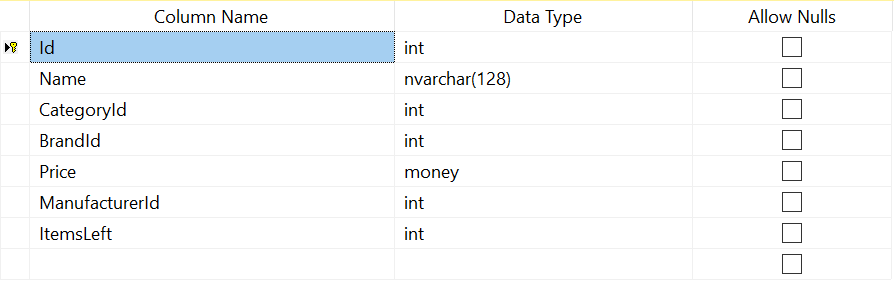 Column Name Data Type Allow Nulls
Id int
Name nvarchar(128)
CategoryId int
BrandId int
Price money
ManufacturerId int
ItemsLeft int